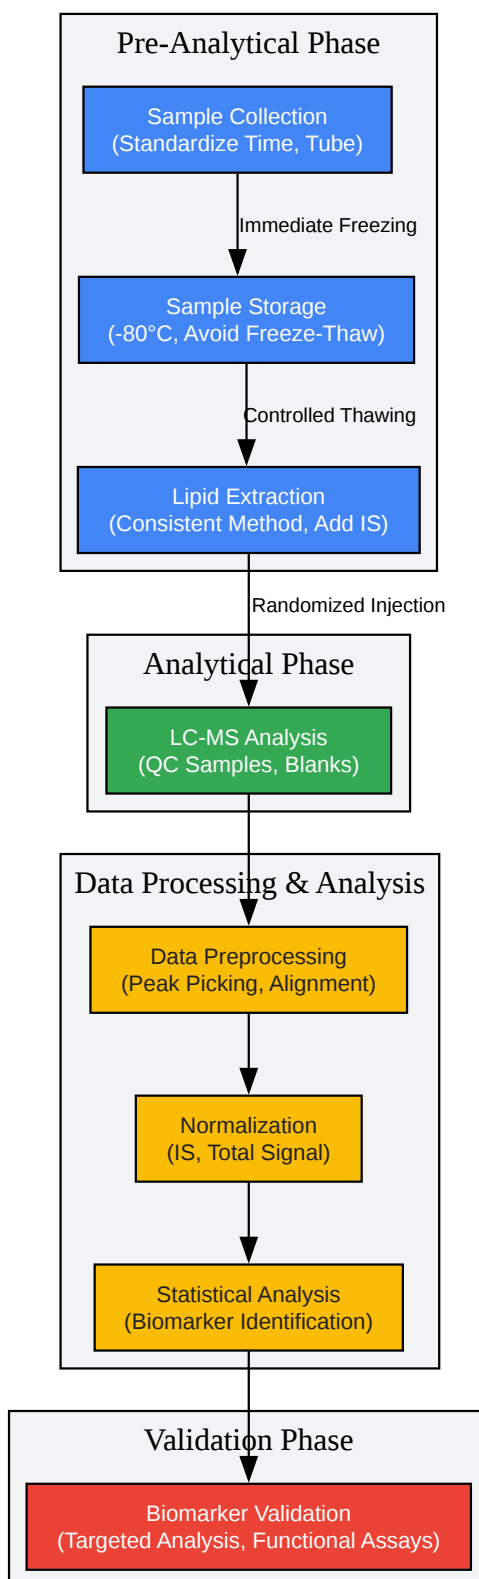 Pre-Analytical Phase
Sample Collection
(Standardize Time, Tube)
Immediate Freezing
Sample Storage
(-80°C, Avoid Freeze-Thaw)
Controlled Thawing
Lipid Extraction
(Consistent Method, Add IS)
Randomized Injection
Analytical Phase
LC-MS Analysis
(QC Samples, Blanks)
Data Processing & Analysis
Data Preprocessing
(Peak Picking, Alignment)
Normalization
(IS, Total Signal)
Statistical Analysis
(Biomarker Identification)
Validation Phase
Biomarker Validation
(Targeted Analysis, Functional Assays)